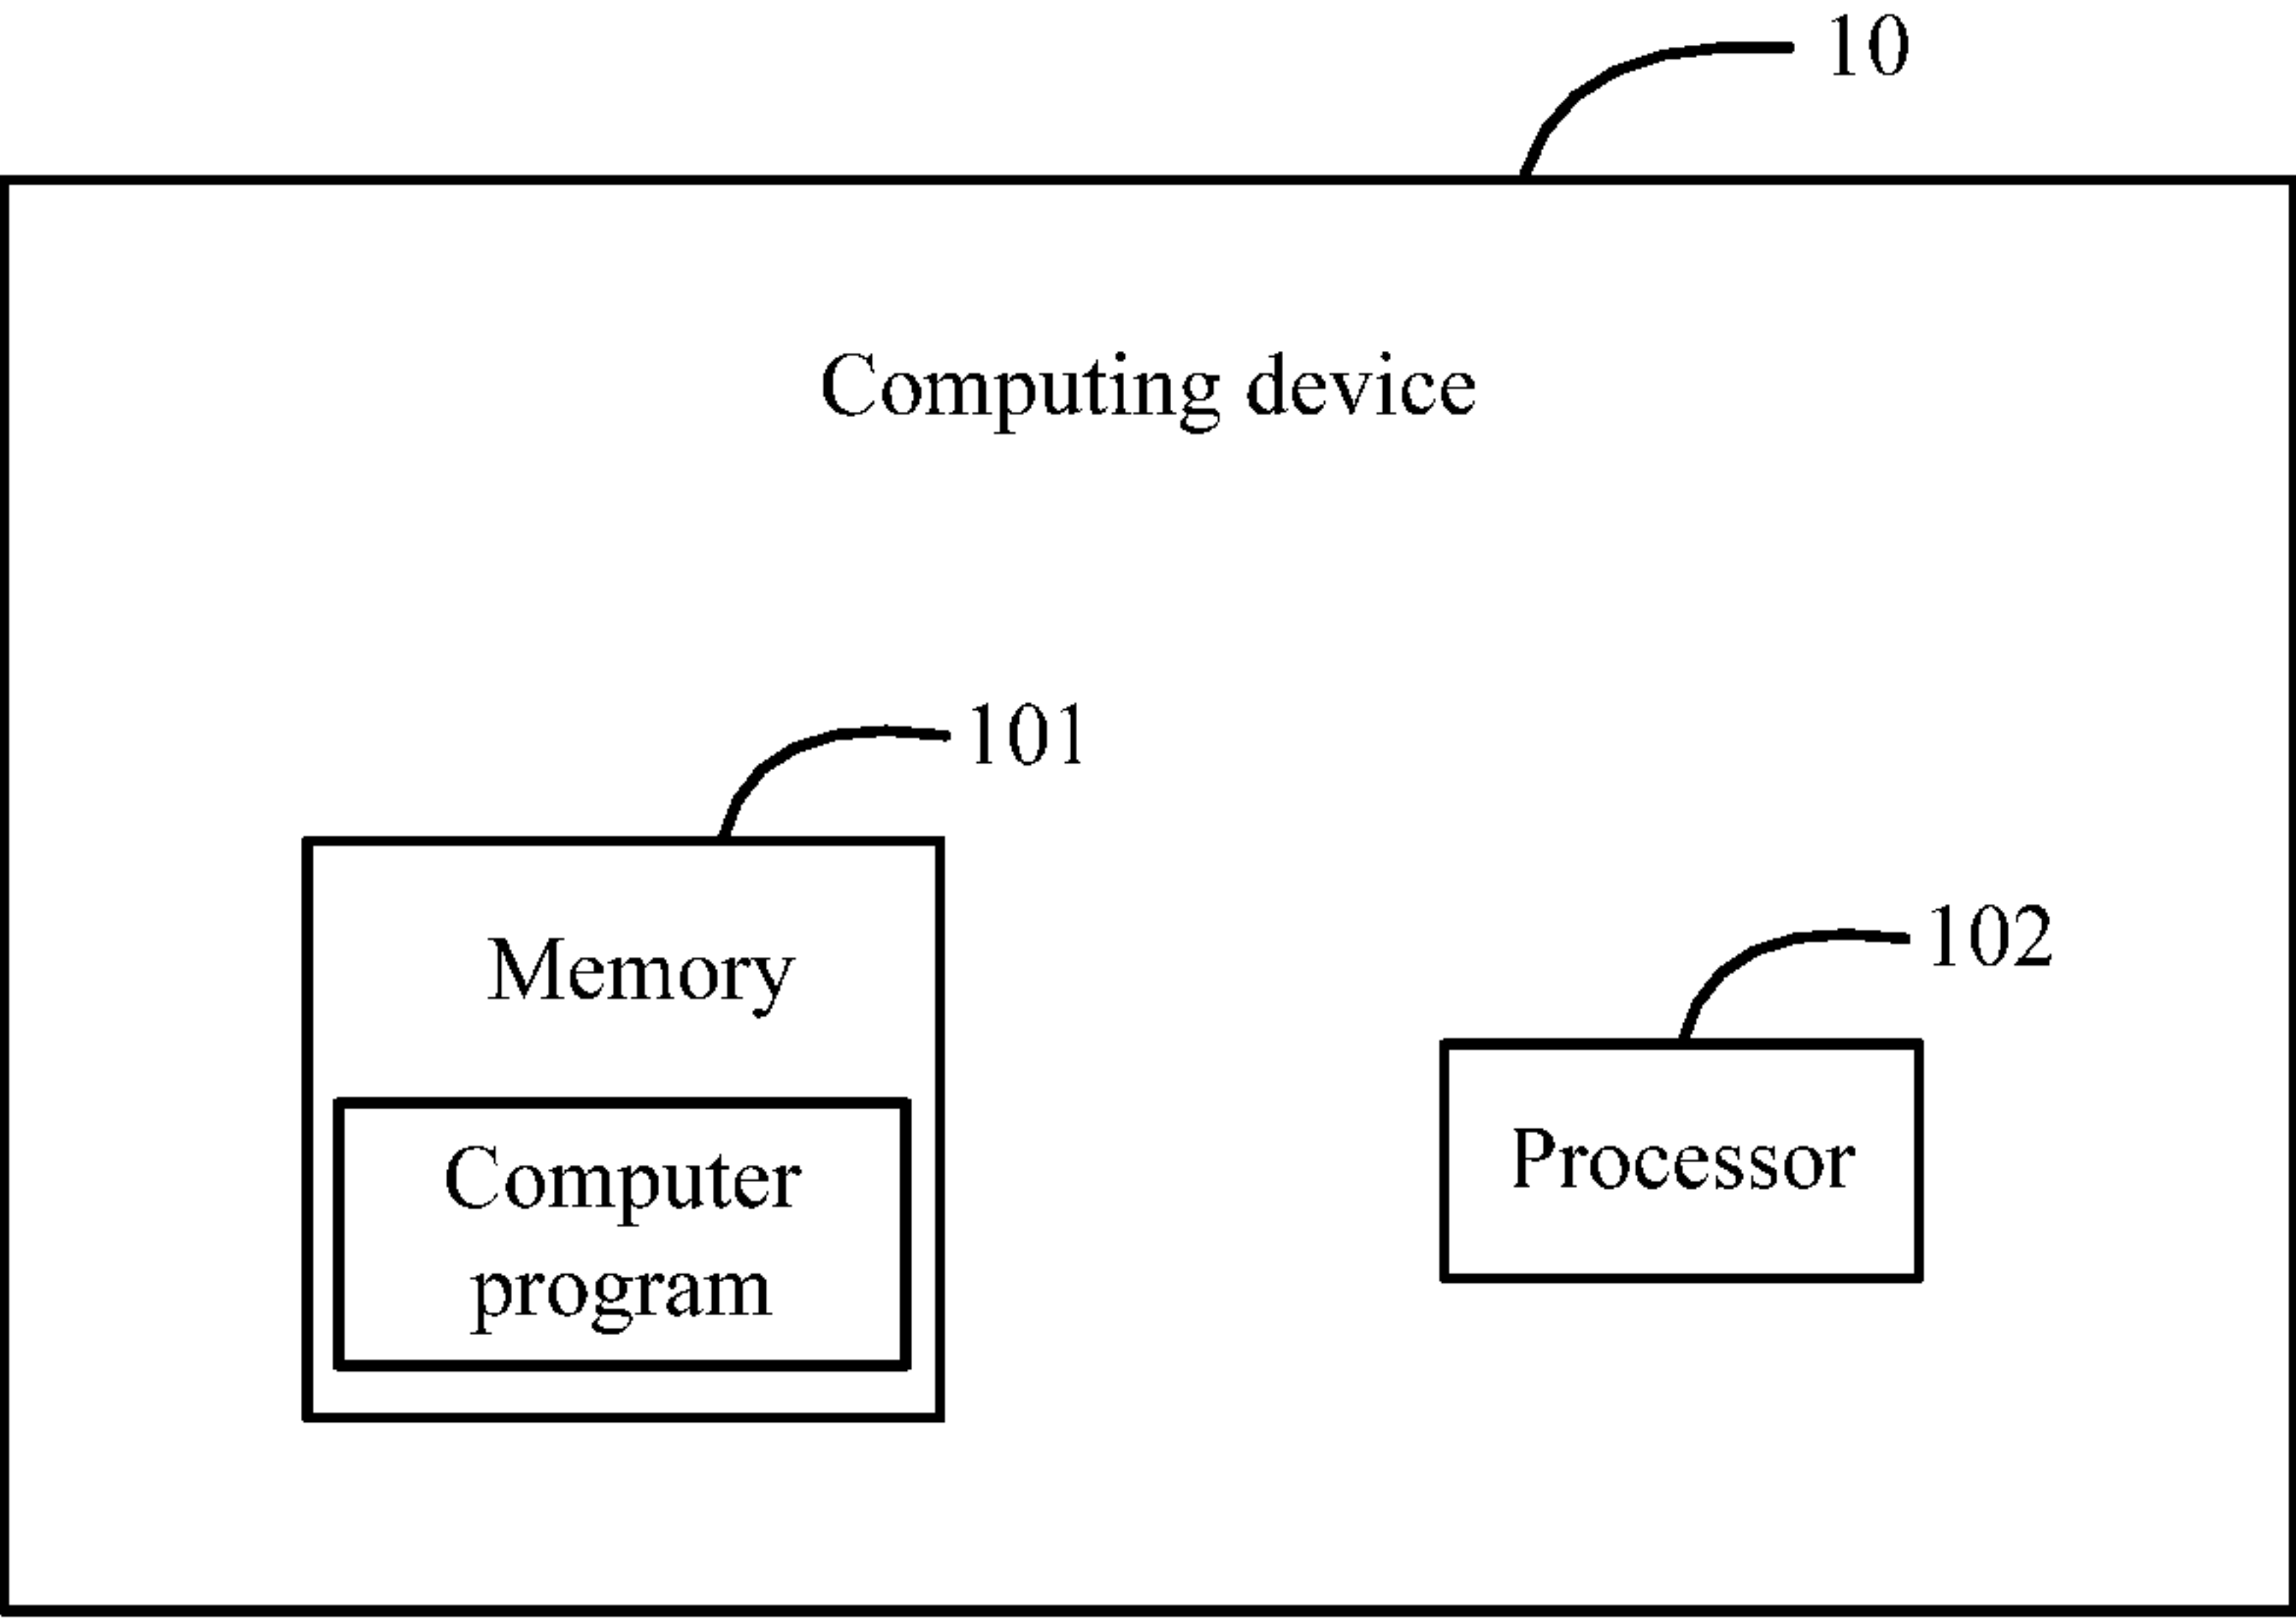 10
Computing device
101
Memory
102
Computer
program
Processor